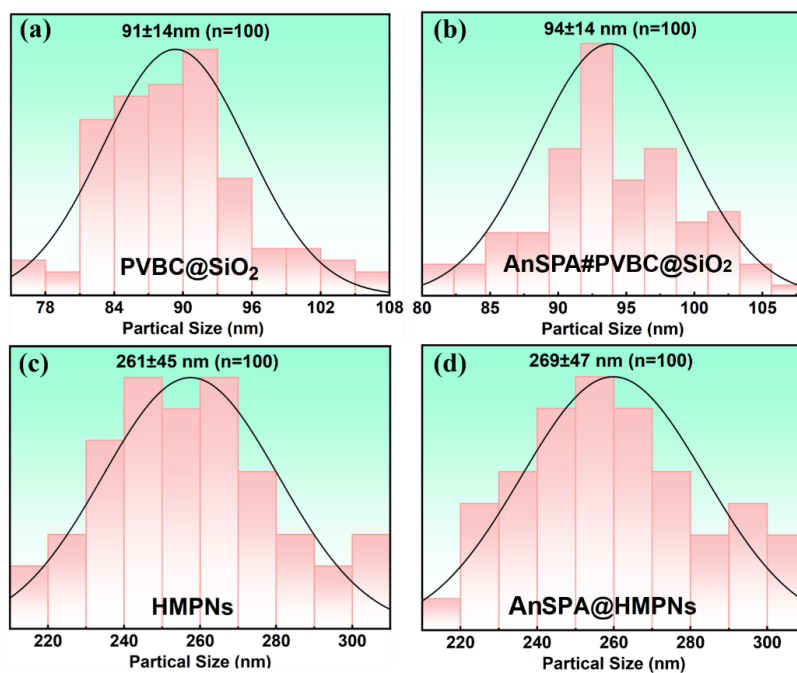 (a)
91±14nm (n=100)
PVBC@SiO₂
78 84 90 96 102 108
Partical Size (nm)
(b)
94±14 nm (n=100)
AnSPA#PVBC@SiO₂
80 85 90 95 100 105
Partical Size (nm)
(c)
261±45 nm (n=100)
HMPNs
220 240 260 280 300
Partical Size (nm)
(d)
269±47 nm (n=100)
AnSPA@HMPNs
220 240 260 280 300
Partical Size (nm)